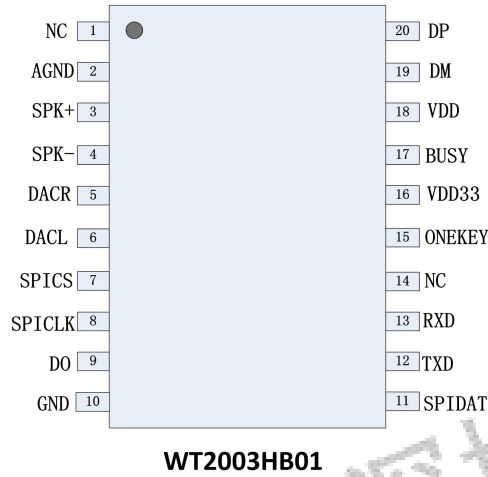 NC 1 20 DP
AGND 2 19 DM
SPK+ 3 18 VDD
SPK- 4 17 BUSY
DACR 5 16 VDD33
DACL 6 15 ONEKEY
SPICS 7 14 NC
SPICLK 8 13 RXD
DO 9 12 TXD
GND 10 11 SPIDAT
WT2003HB01